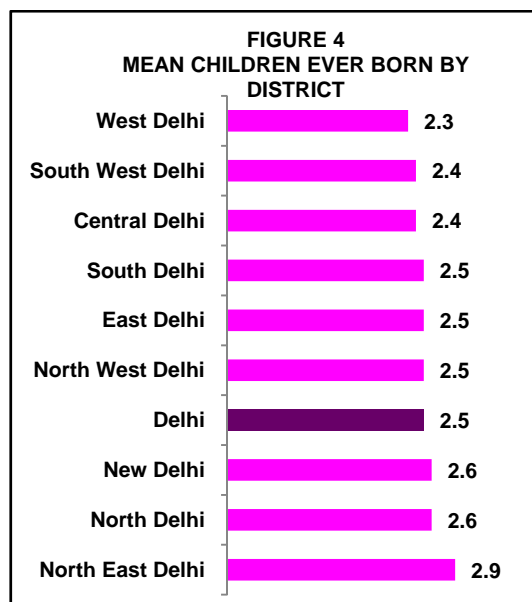 FIGURE 4
MEAN CHILDREN EVER BORN BY
DISTRICT
West Delhi 2.3
South West Delhi 2.4
Central Delhi 2.4
South Delhi 2.5
East Delhi 2.5
North West Delhi 2.5
Delhi 2.5
New Delhi 2.6
North Delhi 2.6
North East Delhi 2.9